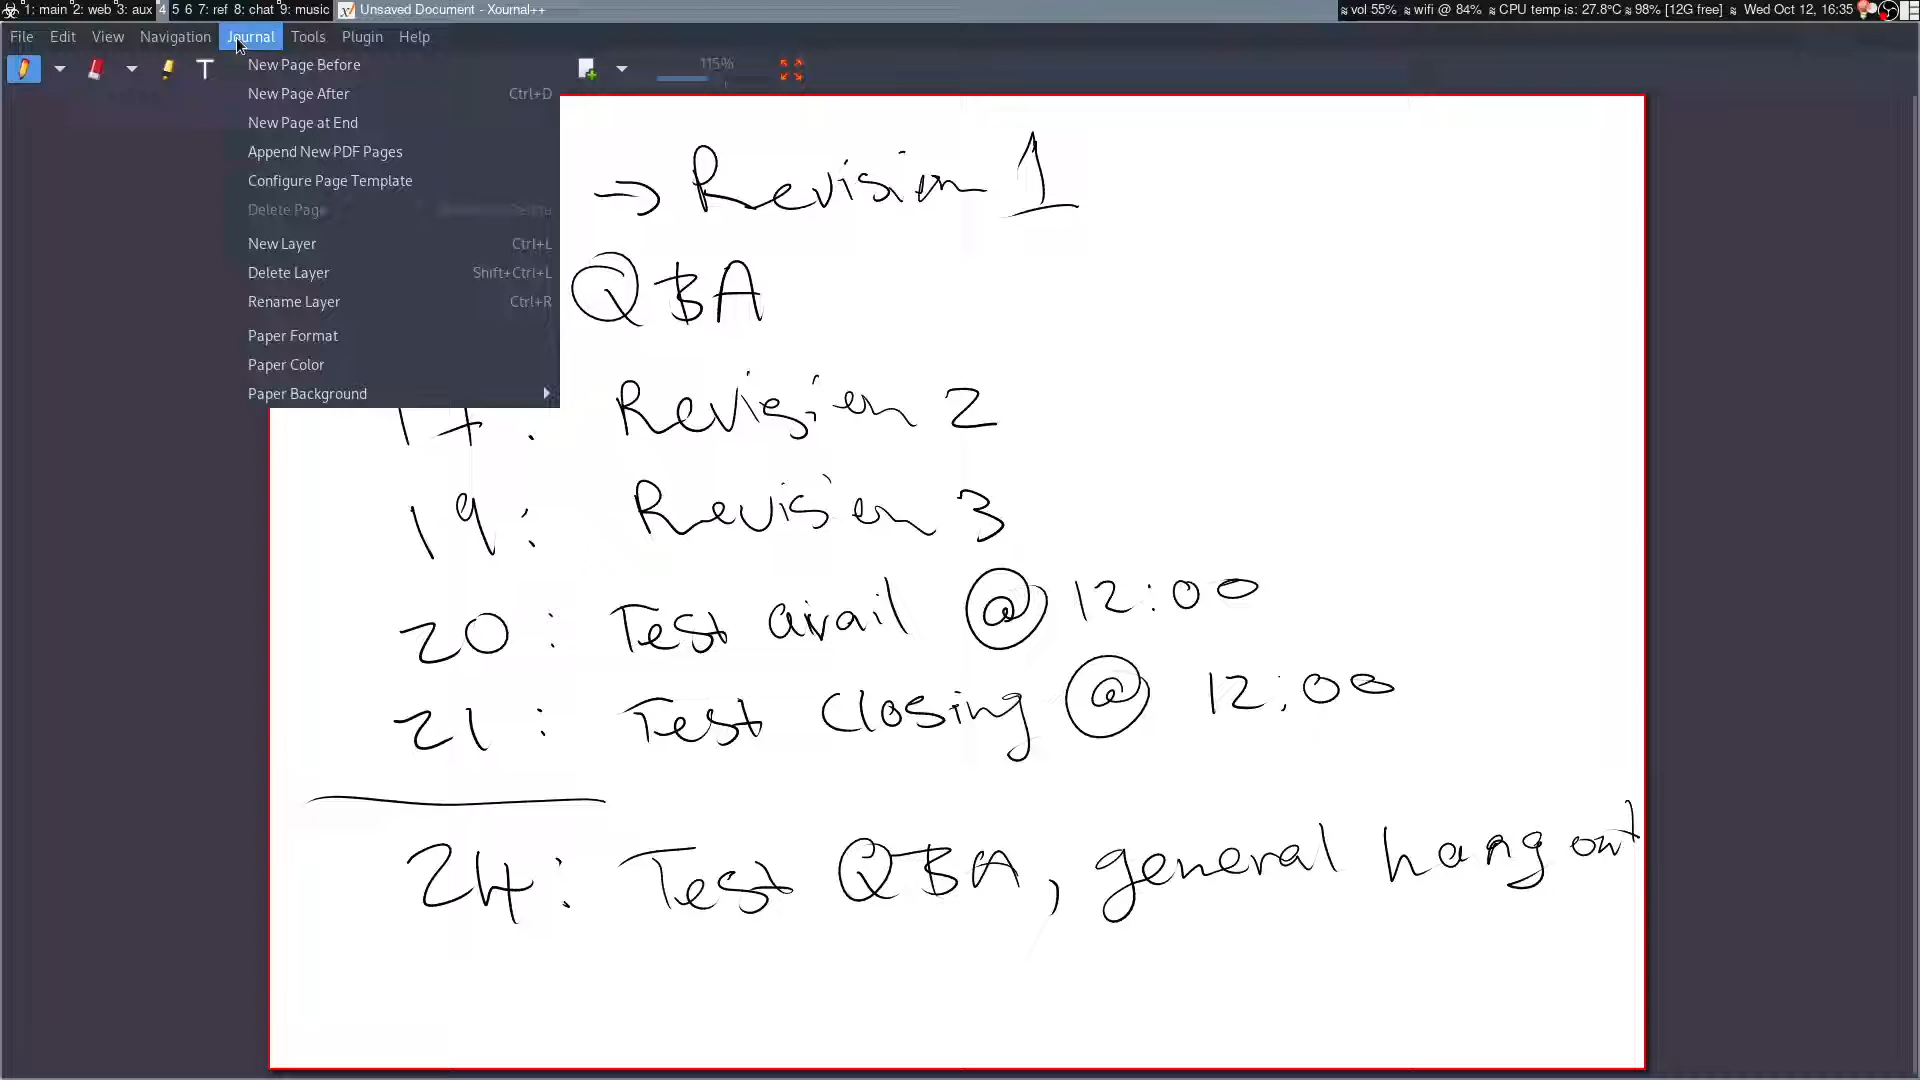 1: main 2: web 3: aux 4 5 6 7: ref 8: chat 9: music Unsaved Document - Xournal++ vol 55% wifi @ 84% CPU temp is: 27.8°C 98% [12G free] Wed Oct 12, 16:35
File Edit View Navigation Journal Tools Plugin Help
T 115%
New Page Before
New Page After Ctrl+D
New Page at End
Append New PDF Pages
Configure Page Template
Delete Page
New Layer Ctrl+L
Delete Layer Shift+Ctrl+L
Rename Layer Ctrl+R
Paper Format
Paper Color
Paper Background
→ Revision 1
Q&A
17: Revision 2
19: Revision 3
20: Test avail @ 12:00
21: Test closing @ 12:00
24: Test Q&A, general hang out